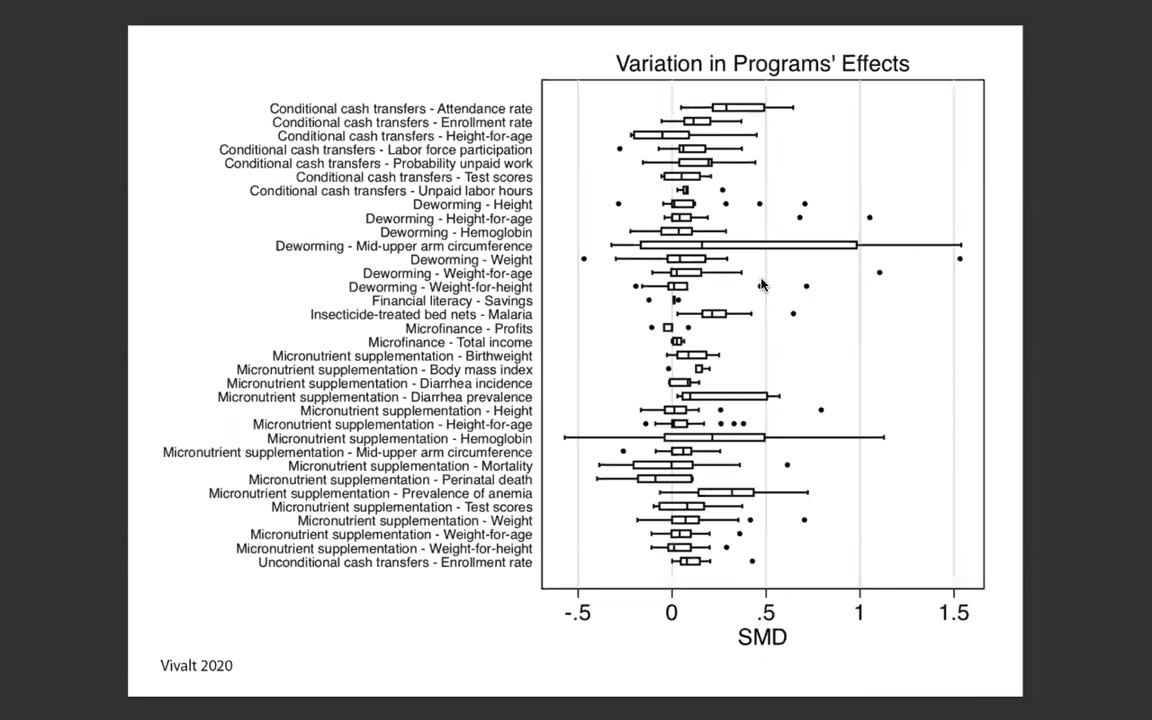 Variation in Programs' Effects
Conditional cash transfers - Attendance rate
Conditional cash transfers - Enrollment rate
Conditional cash transfers - Height-for-age
Conditional cash transfers - Labor force participation
Conditional cash transfers - Probability unpaid work
Conditional cash transfers - Test scores
Conditional cash transfers - Unpaid labor hours
Deworming - Height
Deworming - Height-for-age
Deworming - Hemoglobin
Deworming - Mid-upper arm circumference
Deworming - Weight
Deworming - Weight-for-age
Deworming - Weight-for-height
Financial literacy - Savings
Insecticide-treated bed nets - Malaria
Microfinance - Profits
Microfinance - Total income
Micronutrient supplementation - Birthweight
Micronutrient supplementation - Body mass index
Micronutrient supplementation - Diarrhea incidence
Micronutrient supplementation - Diarrhea prevalence
Micronutrient supplementation - Height
Micronutrient supplementation - Height-for-age
Micronutrient supplementation - Hemoglobin
Micronutrient supplementation - Mid-upper arm circumference
Micronutrient supplementation - Mortality
Micronutrient supplementation - Perinatal death
Micronutrient supplementation - Prevalence of anemia
Micronutrient supplementation - Test scores
Micronutrient supplementation - Weight
Micronutrient supplementation - Weight-for-age
Micronutrient supplementation - Weight-for-height
Unconditional cash transfers - Enrollment rate
-.5 0 .5 1 1.5
SMD
Vivalt 2020